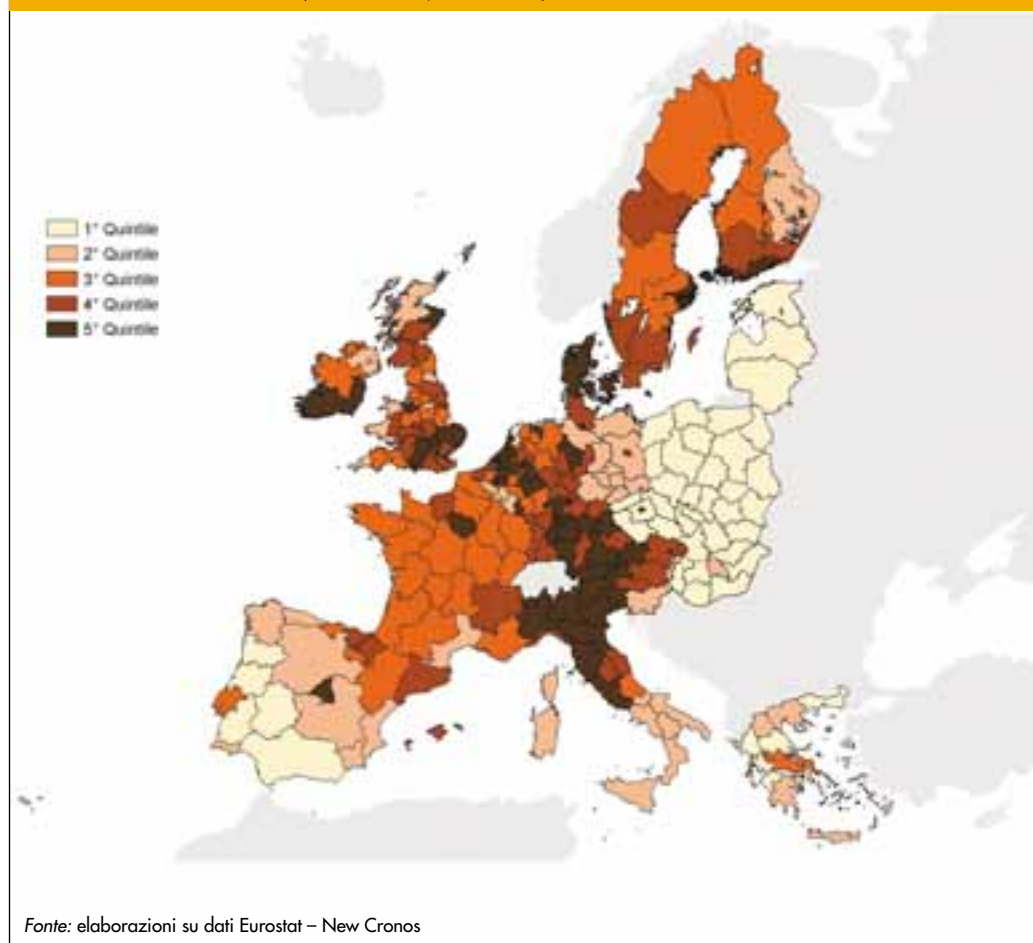 1° Quintile
2° Quintile
3° Quintile
4° Quintile
5° Quintile
Fonte: elaborazioni su dati Eurostat – New Cronos